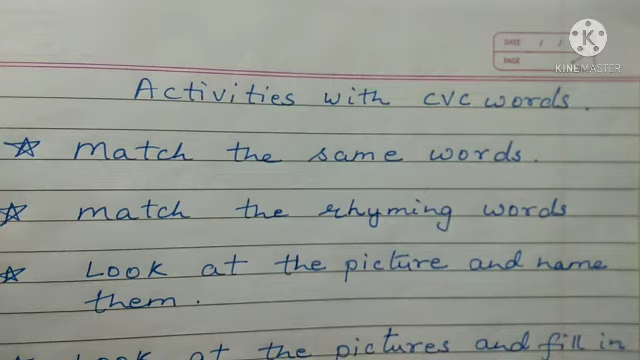 DATE / /
PAGE
K
KINEMASTER
Activities with CVC words.
Match the same words.
Match the rhyming words
Look at the picture and name
them.
Look at the pictures and fill in